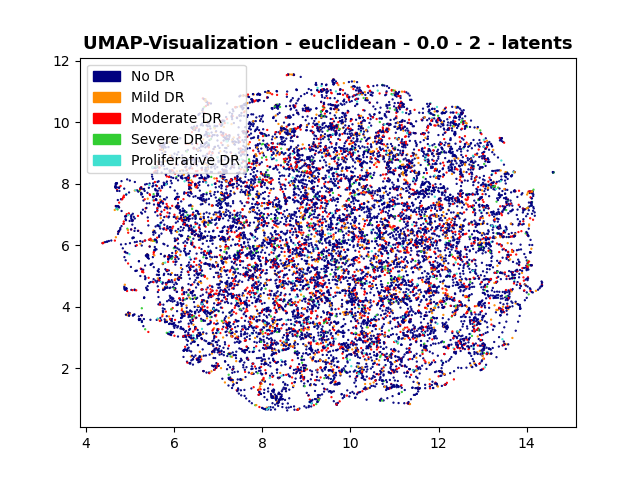 UMAP-Visualization - euclidean - 0.0 - 2 - latents
12
10
8
6
4
2
No DR
Mild DR
Moderate DR
Severe DR
Proliferative DR
4 6 8 10 12 14